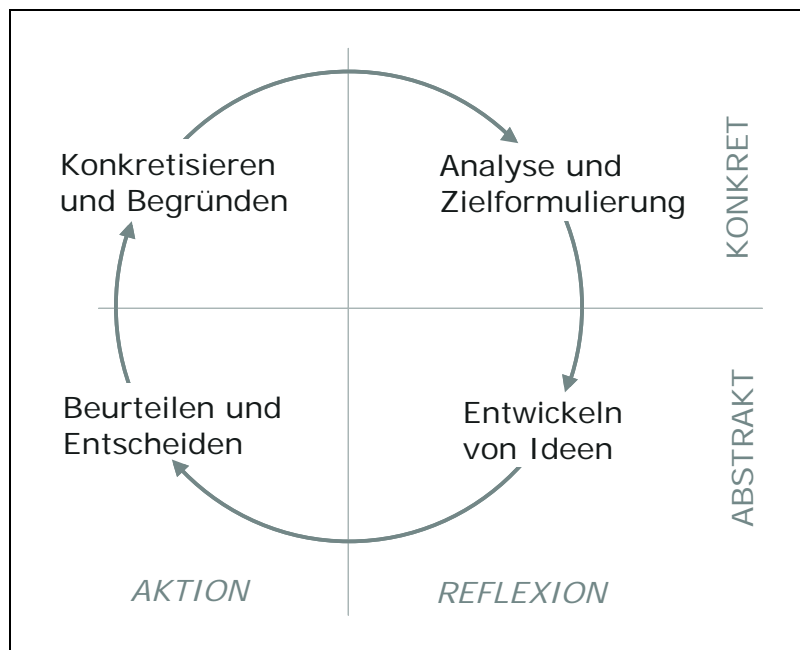 Konkretisieren
und Begründen
Analyse und
Zielformulierung
KONKRET
Beurteilen und
Entscheiden
Entwickeln
von Ideen
ABSTRAKT
AKTION
REFLEXION